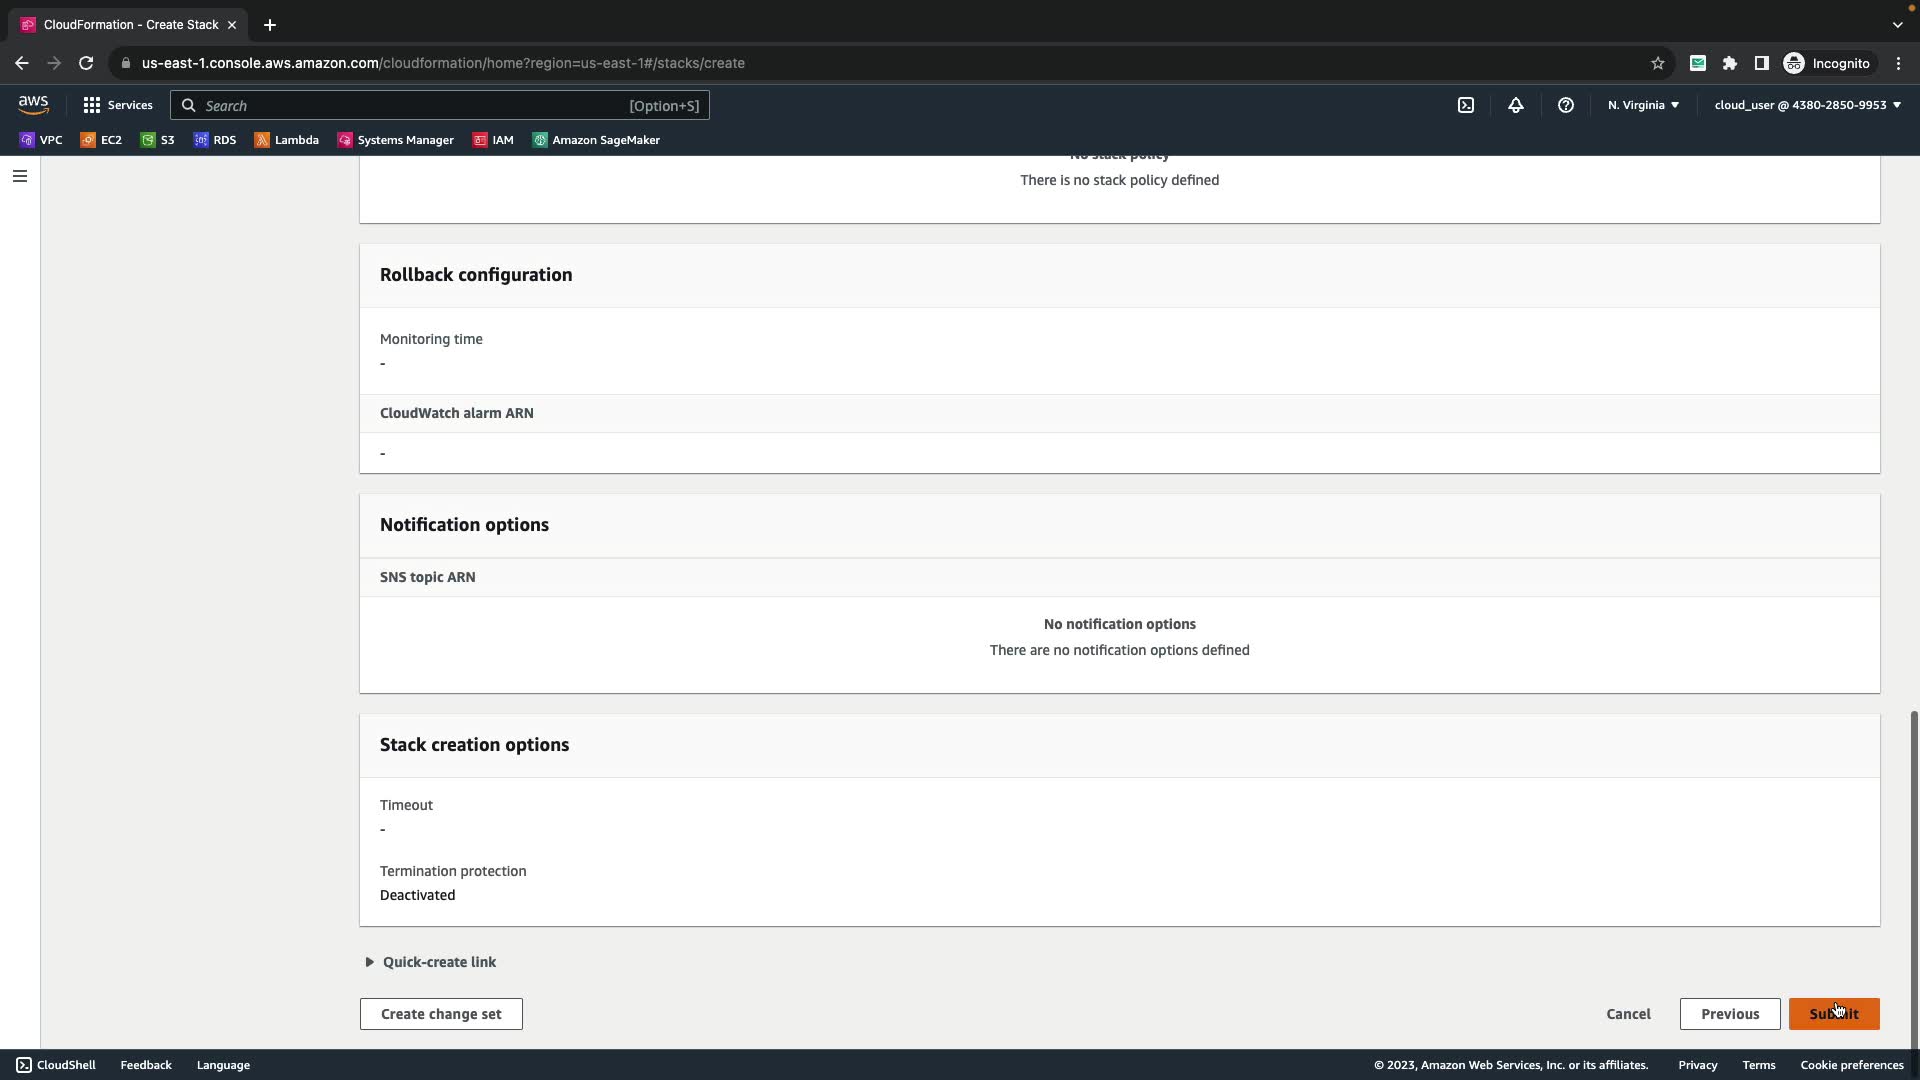 CloudFormation - Create Stack
us-east-1.console.aws.amazon.com/cloudformation/home?region=us-east-1#/stacks/create
Incognito
aws
Services
Search
[Option+S]
N. Virginia
cloud_user @ 4380-2850-9953
VPC
EC2
S3
RDS
Lambda
Systems Manager
IAM
Amazon SageMaker
No stack policy
There is no stack policy defined
Rollback configuration
Monitoring time
-
CloudWatch alarm ARN
-
Notification options
SNS topic ARN
No notification options
There are no notification options defined
Stack creation options
Timeout
-
Termination protection
Deactivated
Quick-create link
Create change set
Cancel
Previous
Submit
CloudShell
Feedback
Language
© 2023, Amazon Web Services, Inc. or its affiliates.
Privacy
Terms
Cookie preferences